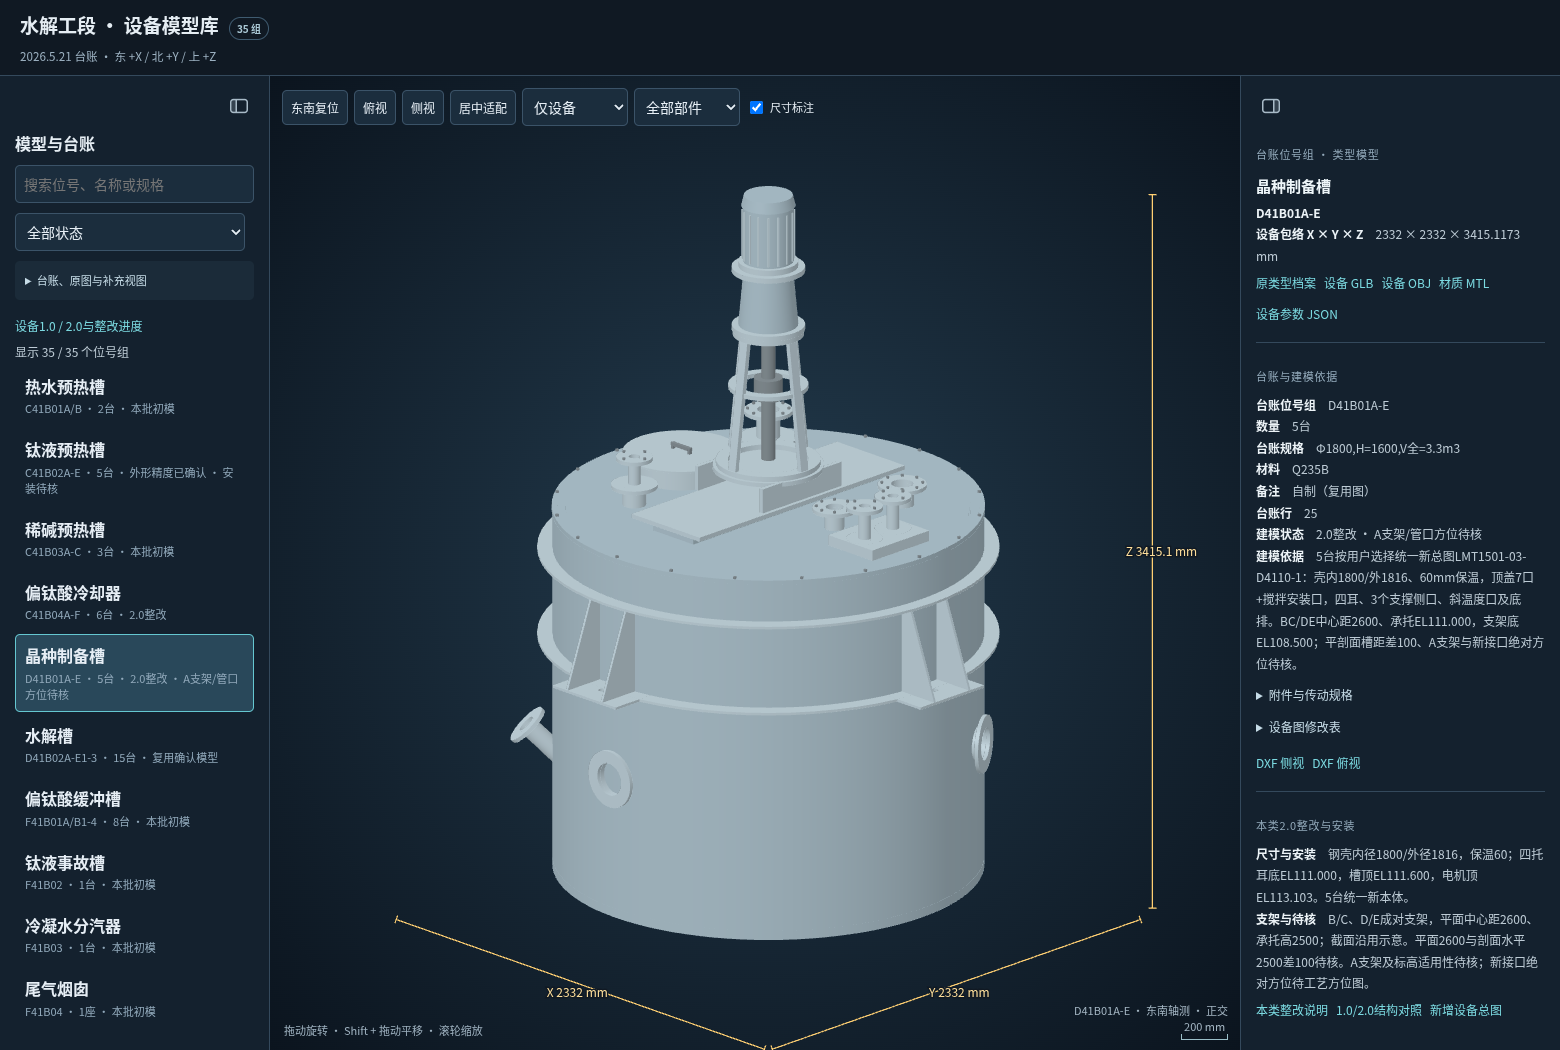 水解工段 · 设备模型库 35 组
2026.5.21 台账 · 东 +X / 北 +Y / 上 +Z
模型与台账
搜索位号、名称或规格
全部状态
台账、原图与补充视图
设备1.0 / 2.0与整改进度
显示 35 / 35 个位号组
热水预热槽
C41B01A/B · 2台 · 本批初模
钛液预热槽
C41B02A-E · 5台 · 外形精度已确认 · 安
装待核
稀碱预热槽
C41B03A-C · 3台 · 本批初模
偏钛酸冷却器
C41B04A-F · 6台 · 2.0整改
晶种制备槽
D41B01A-E · 5台 · 2.0整改 · A支架/管口
方位待核
水解槽
D41B02A-E1-3 · 15台 · 复用确认模型
偏钛酸缓冲槽
F41B01A/B1-4 · 8台 · 本批初模
钛液事故槽
F41B02 · 1台 · 本批初模
冷凝水分汽器
F41B03 · 1台 · 本批初模
尾气烟囱
F41B04 · 1座 · 本批初模
东南复位 俯视 侧视 居中适配 仅设备 全部部件 尺寸标注
Z 3415.1 mm
X 2332 mm
Y 2332 mm
拖动旋转 · Shift + 拖动平移 · 滚轮缩放
D41B01A-E · 东南轴测 · 正交
200 mm
台账位号组 · 类型模型
晶种制备槽
D41B01A-E
设备包络 X × Y × Z 2332 × 2332 × 3415.1173
mm
原类型档案 设备 GLB 设备 OBJ 材质 MTL
设备参数 JSON
台账与建模依据
台账位号组 D41B01A-E
数量 5台
台账规格 Φ1800,H=1600,V全=3.3m3
材料 Q235B
备注 自制（复用图）
台账行 25
建模状态 2.0整改 · A支架/管口方位待核
建模依据 5台按用户选择统一新总图LMT1501-03-
D4110-1：壳内1800/外1816、60mm保温，顶盖7口
+搅拌安装口，四耳、3个支撑侧口、斜温度口及底
排。BC/DE中心距2600、承托EL111.000，支架底
EL108.500；平剖面槽距差100、A支架与新接口绝对方
位待核。
附件与传动规格
设备图修改表
DXF 侧视 DXF 俯视
本类2.0整改与安装
尺寸与安装 钢壳内径1800/外径1816，保温60；四托
耳底EL111.000，槽顶EL111.600，电机顶
EL113.103。5台统一新本体。
支架与待核 B/C、D/E成对支架，平面中心距2600、
承托高2500；截面沿用示意。平面2600与剖面水平
2500差100待核。A支架及标高适用性待核；新接口绝
对方位待工艺方位图。
本类整改说明 1.0/2.0结构对照 新增设备总图